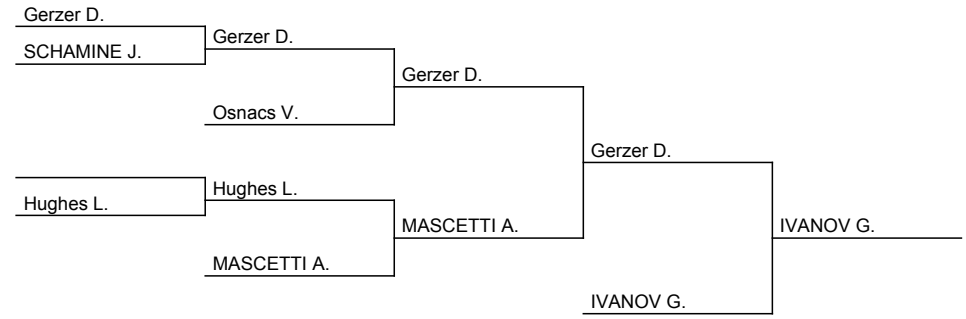 Gerzer D.
SCHAMINE J.
Gerzer D.
Osnacs V.
Gerzer D.
Hughes L.
Hughes L.
MASCETTI A.
MASCETTI A.
Gerzer D.
IVANOV G.
IVANOV G.